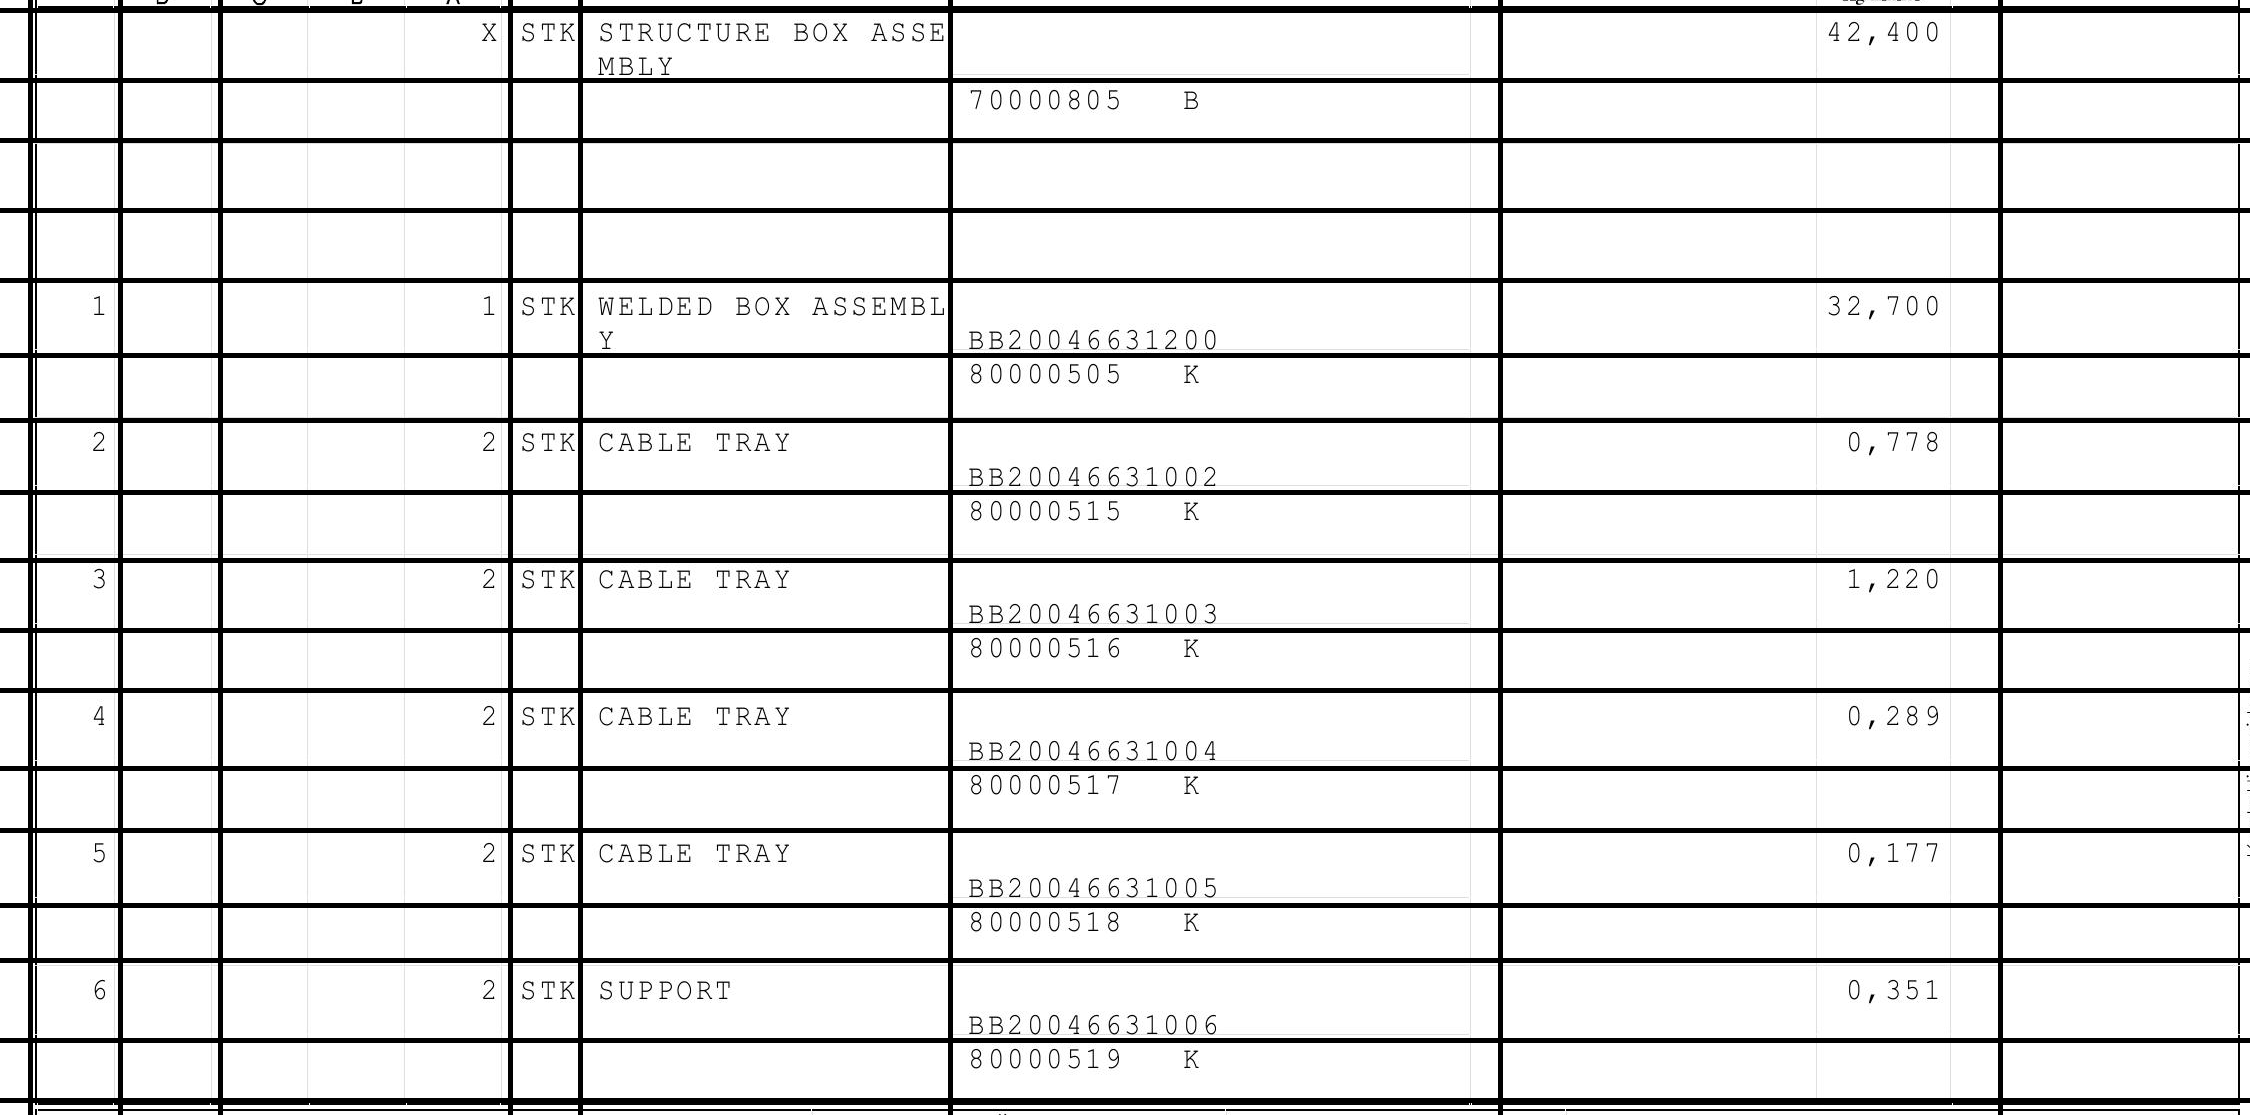 X STK STRUCTURE BOX ASSE 42,400
MBLY
70000805 B
1 1 STK WELDED BOX ASSEMBL 32,700
Y BB20046631200
80000505 K
2 2 STK CABLE TRAY 0,778
BB20046631002
80000515 K
3 2 STK CABLE TRAY 1,220
BB20046631003
80000516 K
4 2 STK CABLE TRAY 0,289
BB20046631004
80000517 K
5 2 STK CABLE TRAY 0,177
BB20046631005
80000518 K
6 2 STK SUPPORT 0,351
BB20046631006
80000519 K